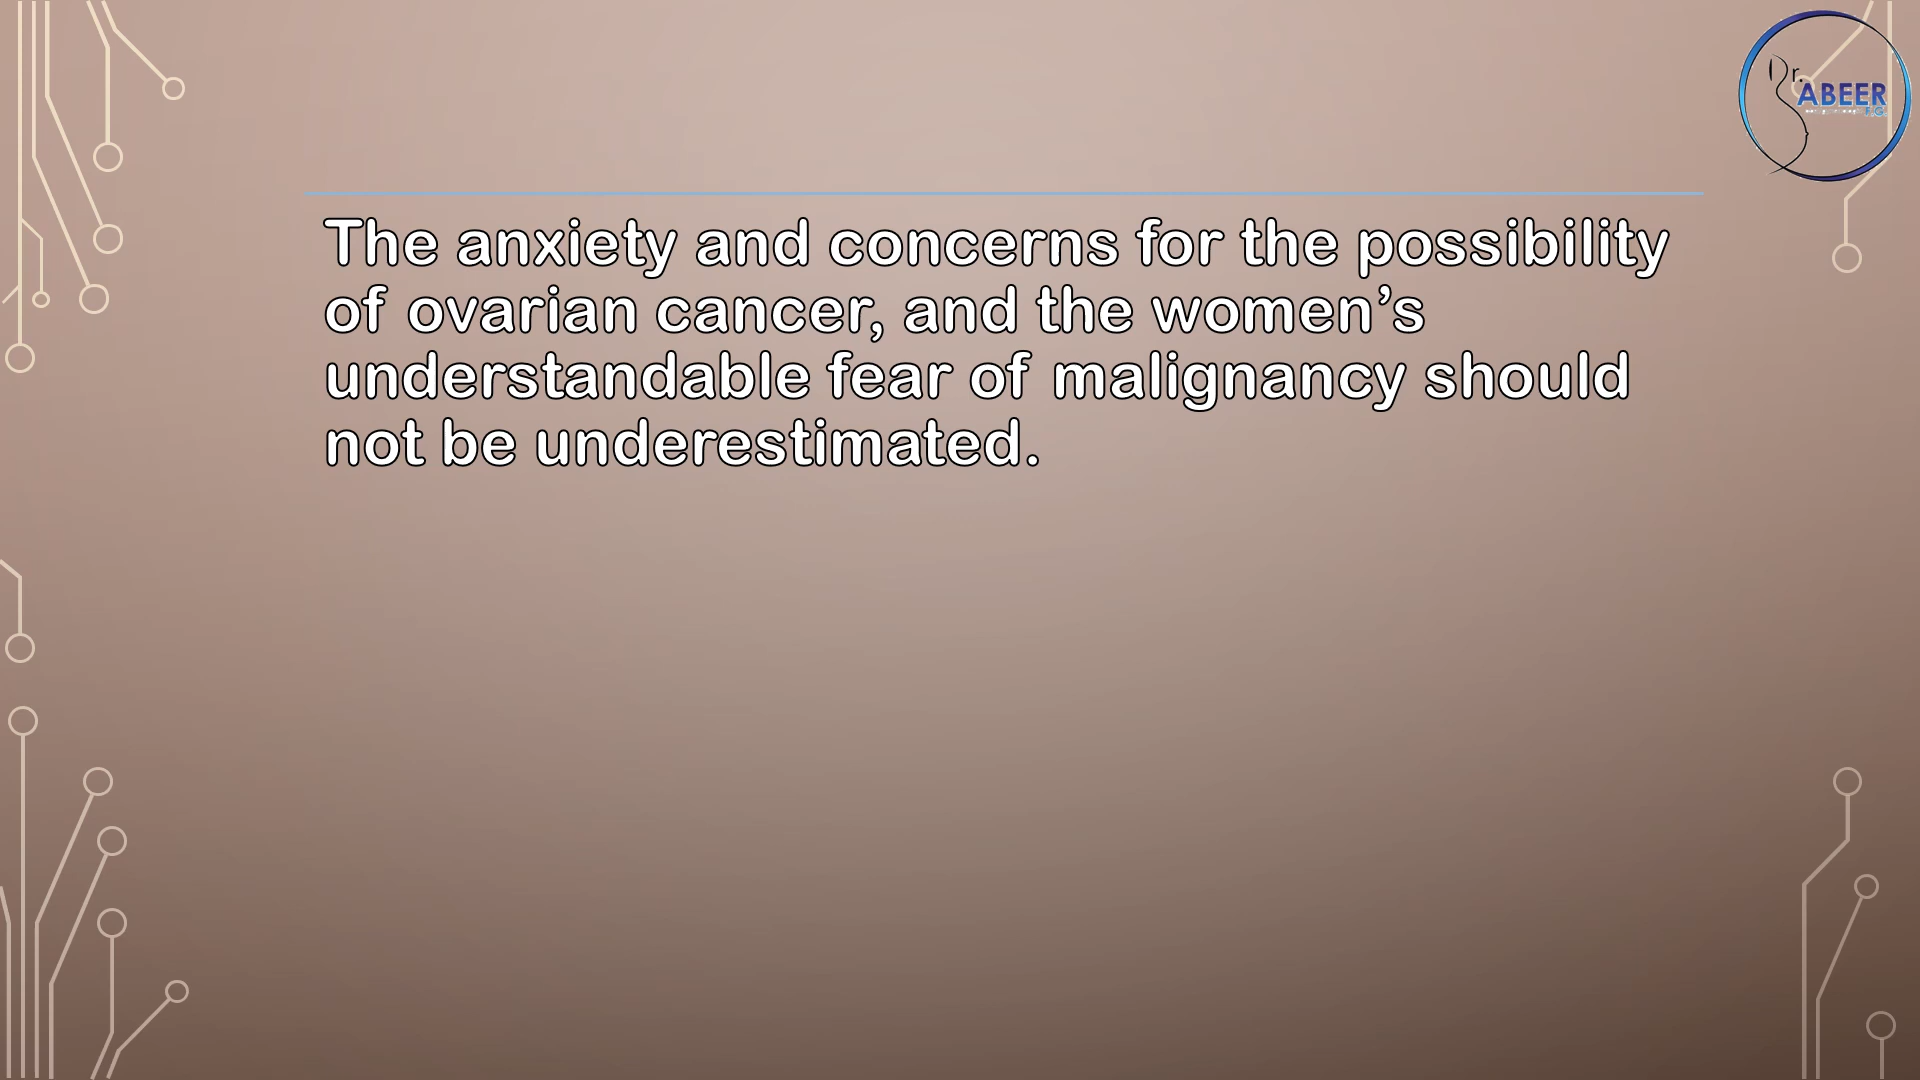 Dr.
ABEER
F.G.
The anxiety and concerns for the possibility
of ovarian cancer, and the women’s
understandable fear of malignancy should
not be underestimated.